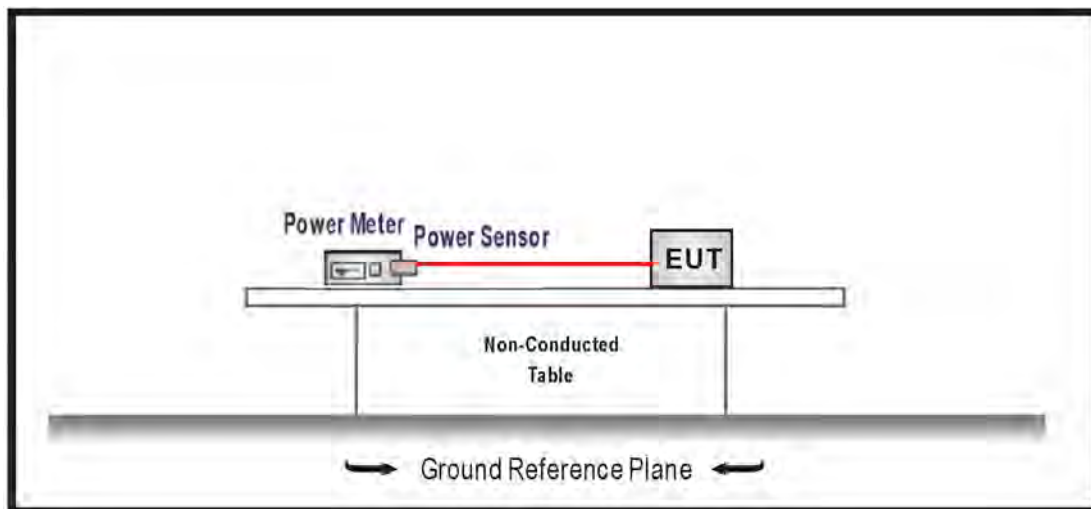 Power Meter
Power Sensor
EUT
Non-Conducted
Table
Ground Reference Plane